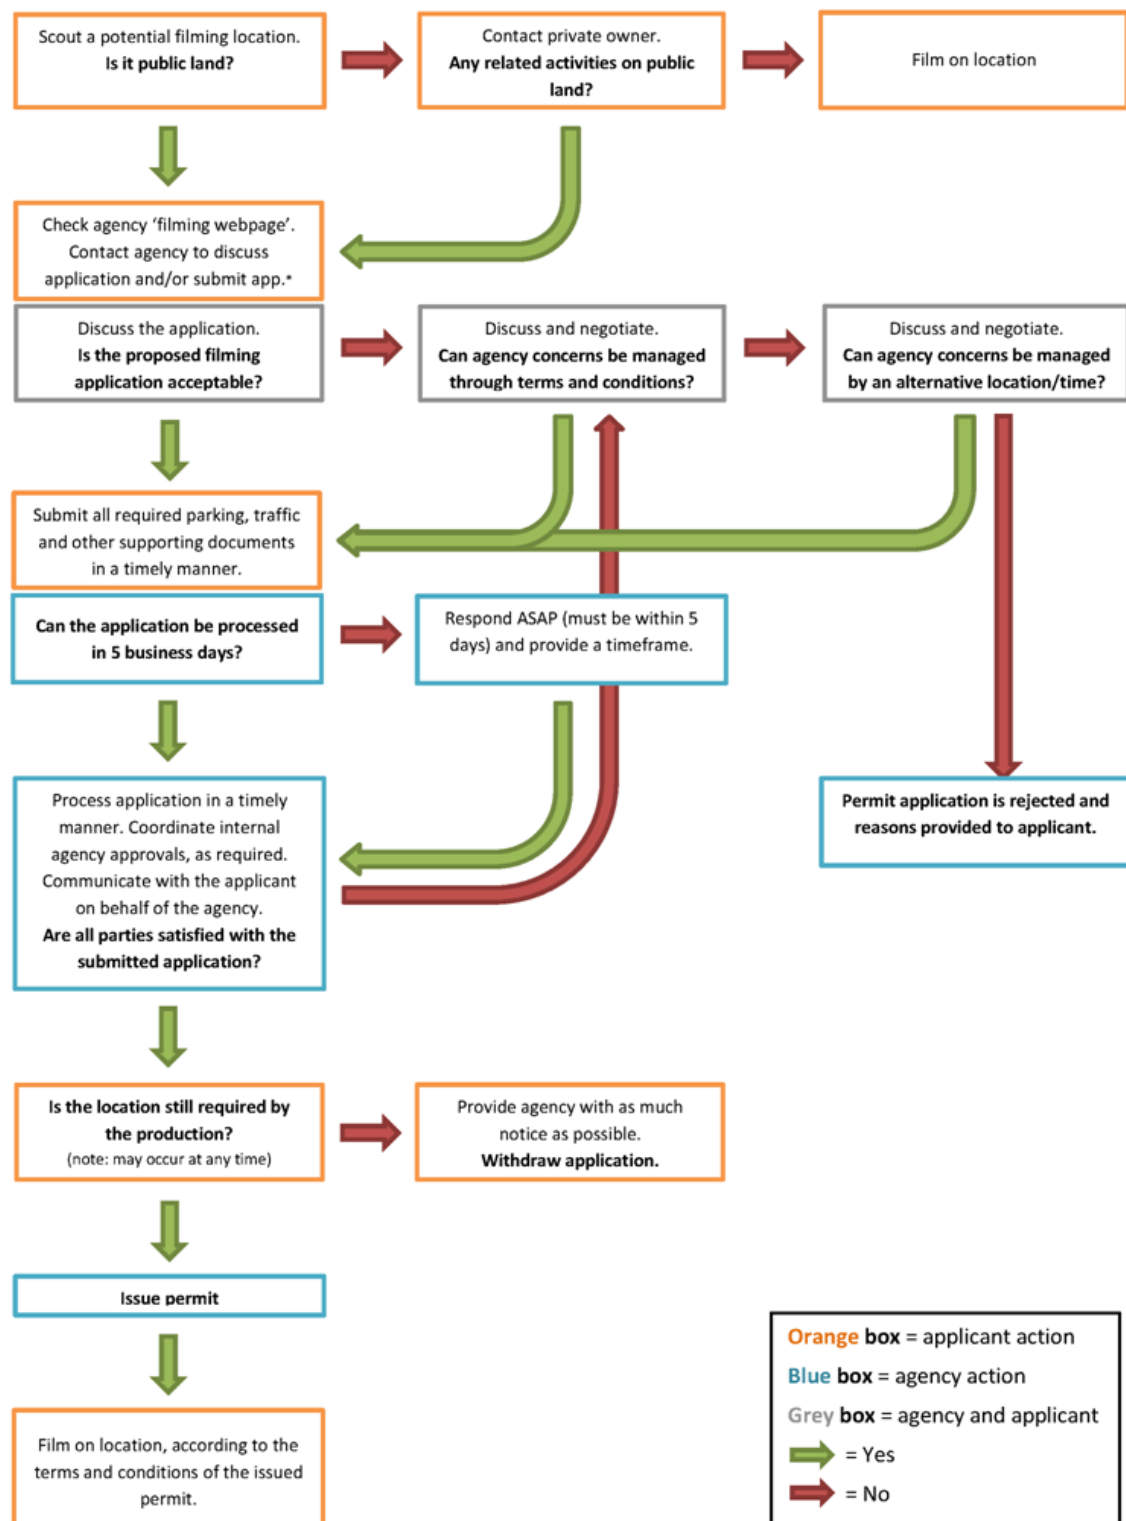 Scout a potential filming location.
Is it public land?
Contact private owner.
Any related activities on public
land?
Film on location
Check agency ‘filming webpage’.
Contact agency to discuss
application and/or submit app.*
Discuss the application.
Is the proposed filming
application acceptable?
Discuss and negotiate.
Can agency concerns be managed
through terms and conditions?
Discuss and negotiate.
Can agency concerns be managed
by an alternative location/time?
Submit all required parking, traffic
and other supporting documents
in a timely manner.
Can the application be processed
in 5 business days?
Respond ASAP (must be within 5
days) and provide a timeframe.
Process application in a timely
manner. Coordinate internal
agency approvals, as required.
Communicate with the applicant
on behalf of the agency.
Are all parties satisfied with the
submitted application?
Permit application is rejected and
reasons provided to applicant.
Is the location still required by
the production?
(note: may occur at any time)
Provide agency with as much
notice as possible.
Withdraw application.
Issue permit
Film on location, according to the
terms and conditions of the issued
permit.
Orange box = applicant action
Blue box = agency action
Grey box = agency and applicant
= Yes
= No